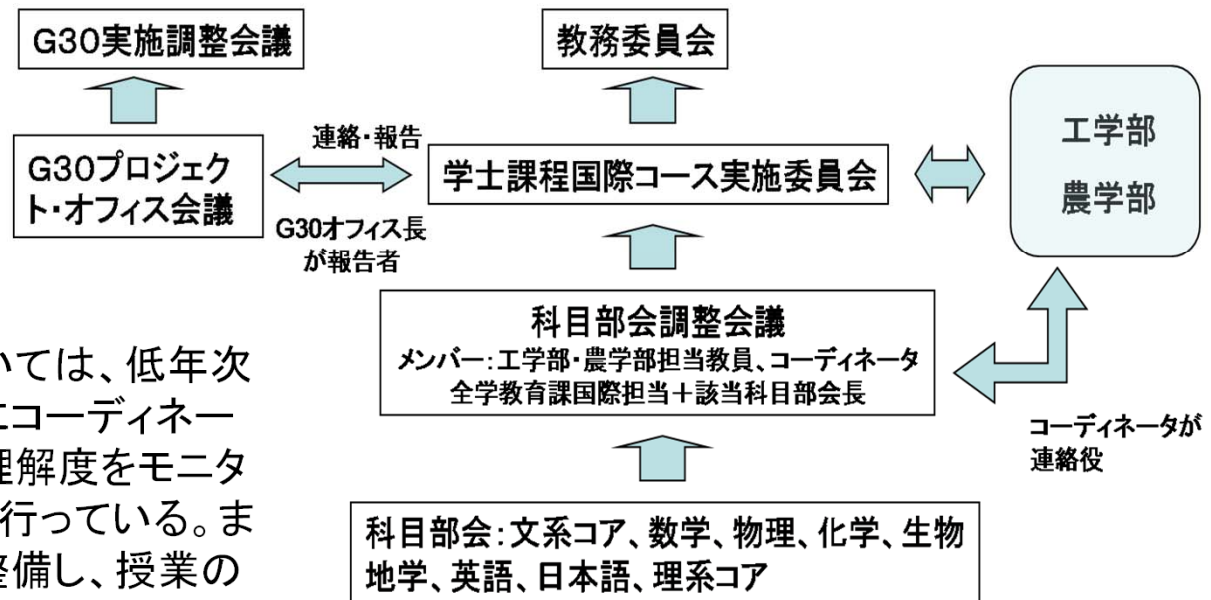 G30実施調整会議
教務委員会
G30プロジェク
ト・オフィス会議
連絡・報告
G30オフィス長
が報告者
学士課程国際コース実施委員会
工学部
農学部
科目部会調整会議
メンバー:工学部・農学部担当教員、コーディネータ
全学教育課国際担当+該当科目部会長
コーディネータが
連絡役
科目部会:文系コア、数学、物理、化学、生物
地学、英語、日本語、理系コア
いては、低年次
にコーディネー
理解度をモニタ
行っている。ま
整備し、授業の